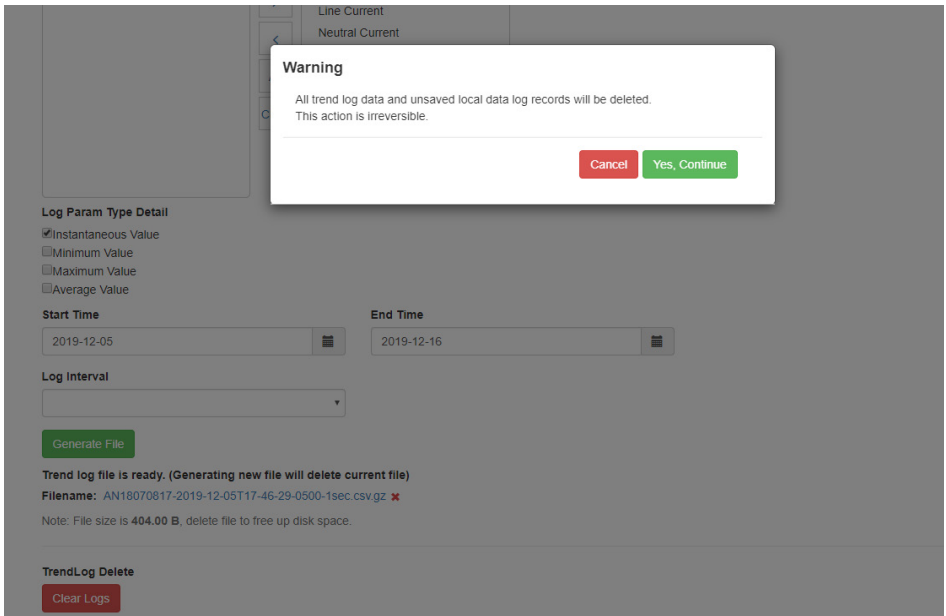 Line Current
Neutral Current
<
Warning
All trend log data and unsaved local data log records will be deleted.
This action is irreversible.
Cancel
Yes, Continue
Log Param Type Detail
Instantaneous Value
Minimum Value
Maximum Value
Average Value
Start Time
End Time
2019-12-05
2019-12-16
Log Interval
Generate File
Trend log file is ready. (Generating new file will delete current file)
Filename: AN18070817-2019-12-05T17-46-29-0500-1sec.csv.gz
Note: File size is 404.00 B, delete file to free up disk space.
TrendLog Delete
Clear Logs